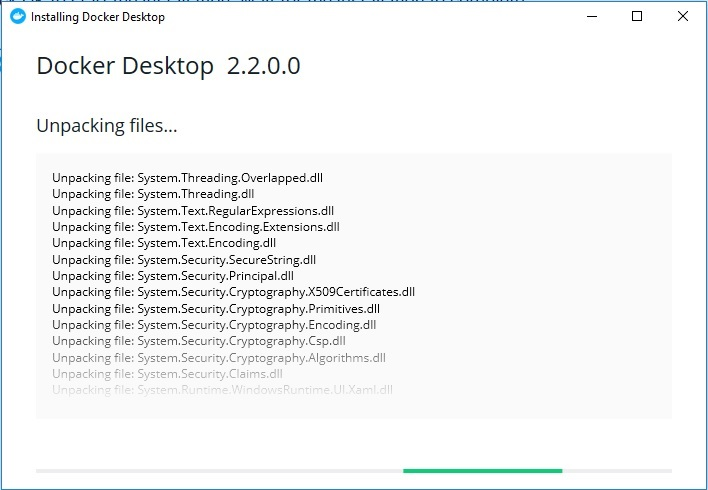 Installing Docker Desktop
Docker Desktop 2.2.0.0
Unpacking files...
Unpacking file: System.Threading.Overlapped.dll
Unpacking file: System.Threading.dll
Unpacking file: System.Text.RegularExpressions.dll
Unpacking file: System.Text.Encoding.Extensions.dll
Unpacking file: System.Text.Encoding.dll
Unpacking file: System.Security.SecureString.dll
Unpacking file: System.Security.Principal.dll
Unpacking file: System.Security.Cryptography.X509Certificates.dll
Unpacking file: System.Security.Cryptography.Primitives.dll
Unpacking file: System.Security.Cryptography.Encoding.dll
Unpacking file: System.Security.Cryptography.Csp.dll
Unpacking file: System.Security.Cryptography.Algorithms.dll
Unpacking file: System.Security.Claims.dll
Unpacking file: System.Runtime.WindowsRuntime.UI.Xaml.dll